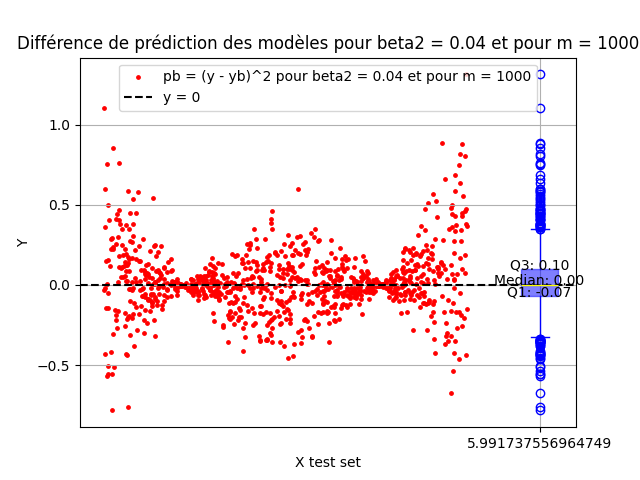 Différence de prédiction des modèles pour beta2 = 0.04 et pour m = 1000
pb = (y - yb)^2 pour beta2 = 0.04 et pour m = 1000
y = 0
1.0
0.5
0.0
−0.5
Y
Q3: 0.10
Median: 0.00
Q1: -0.07
5.991737556964749
X test set